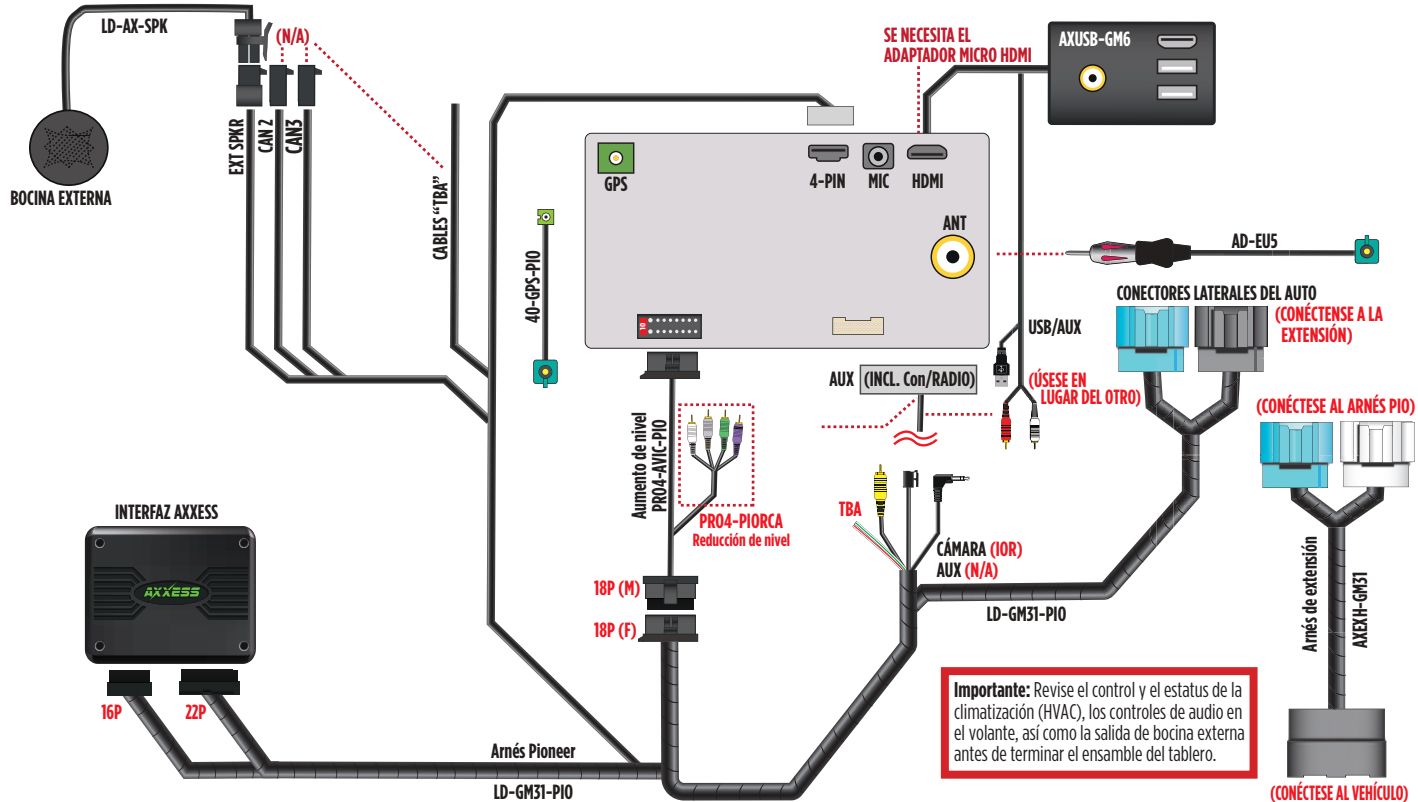 LD-AX-SPK
(N/A)
BOCINA EXTERNA
EXT SPKR
CAN 2
CAN3
CABLES “TBA”
SE NECESITA EL
ADAPTADOR MICRO HDMI
AXUSB-GM6
GPS
4-PIN
MIC
HDMI
ANT
40-GPS-PIO
10
AD-EU5
CONECTORES LATERALES DEL AUTO
(CONÉCTENSE A LA
EXTENSIÓN)
USB/AUX
AUX
(INCL. Con/RADIO)
(ÚSESE EN
LUGAR DEL OTRO)
(CONÉCTESE AL ARNÉS PIO)
Aumento de nivel
PR04-AVIC-PIO
PR04-PIORCA
Reducción de nivel
TBA
CÁMARA (IOR)
AUX (N/A)
INTERFAZ AXXESS
AXXESS
18P (M)
18P (F)
LD-GM31-PIO
Arnés de extensión
AXEXH-GM31
16P
22P
Arnés Pioneer
LD-GM31-PIO
Importante: Revise el control y el estatus de la
climatización (HVAC), los controles de audio en
el volante, así como la salida de bocina externa
antes de terminar el ensamble del tablero.
(CONÉCTESE AL VEHÍCULO)